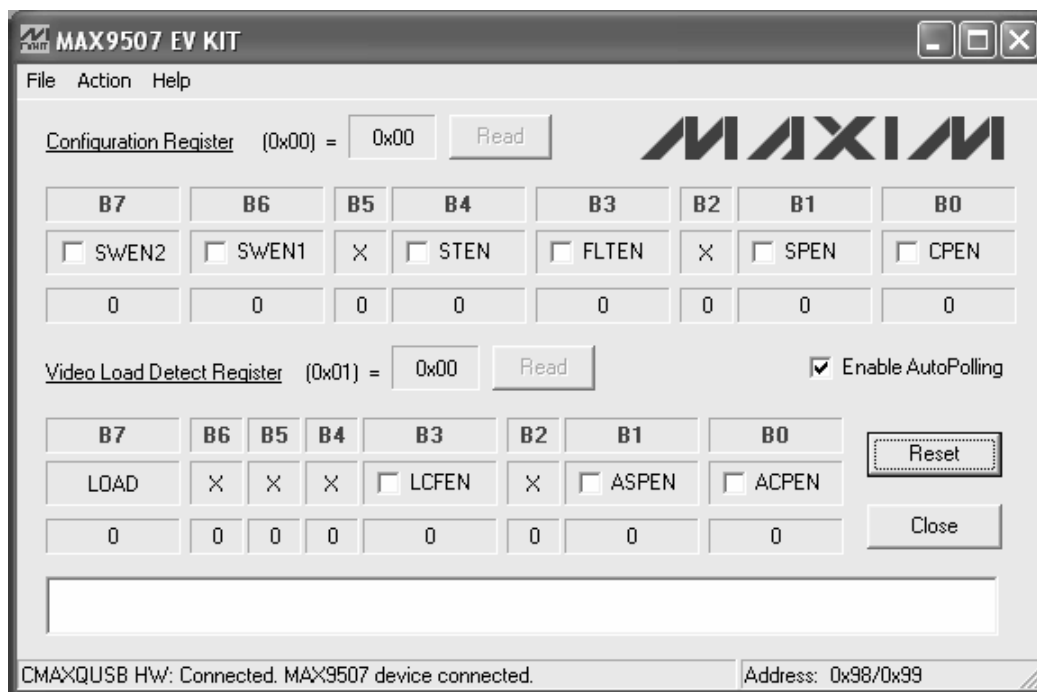 MAX9507 EV KIT
File Action Help
Configuration Register (0x00) = 0x00 Read
MAXIM
B7 B6 B5 B4 B3 B2 B1 B0
SWEN2 SWEN1 X STEN FLTEN X SPEN CPEN
0 0 0 0 0 0 0 0
Video Load Detect Register (0x01) = 0x00 Read Enable AutoPolling
B7 B6 B5 B4 B3 B2 B1 B0
Reset
LOAD X X X LCFEN X ASPEN ACPEN
0 0 0 0 0 0 0 0
Close
CMAXQUSB HW: Connected. MAX9507 device connected. Address: 0x98/0x99